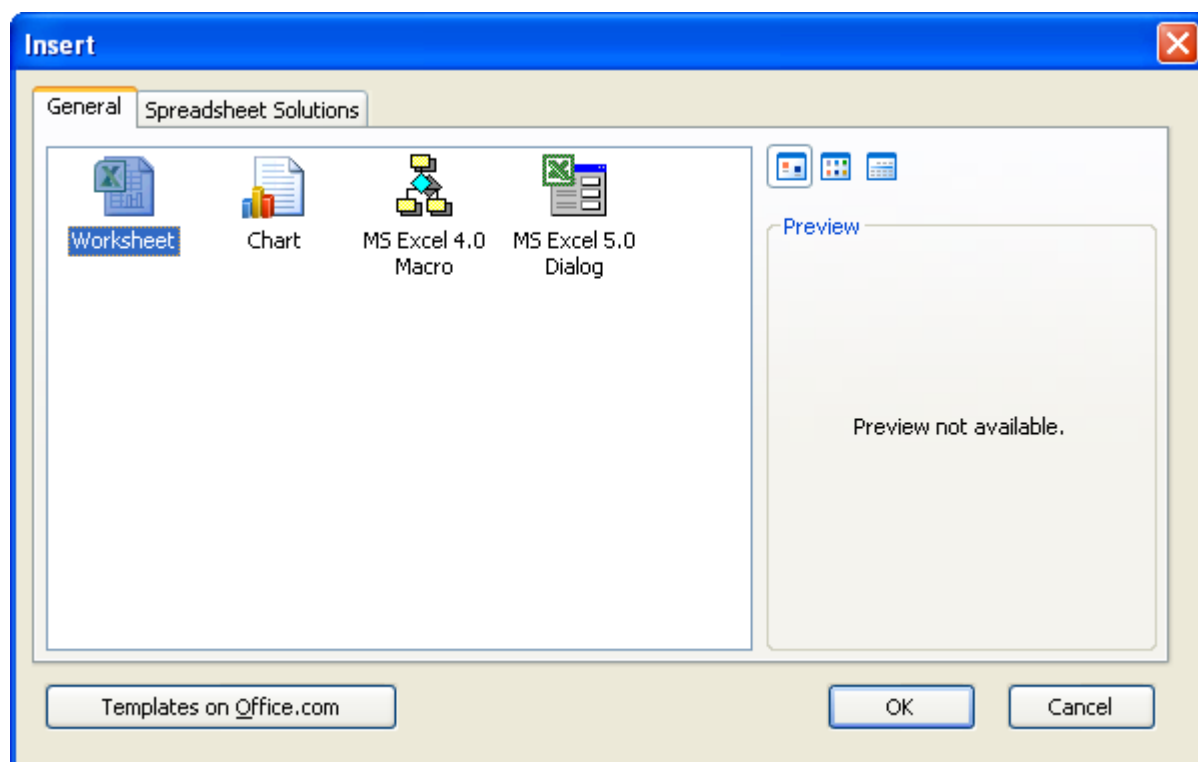 Insert
General
Spreadsheet Solutions
Worksheet
Chart
MS Excel 4.0
Macro
MS Excel 5.0
Dialog
Preview
Preview not available.
Templates on Office.com
OK
Cancel